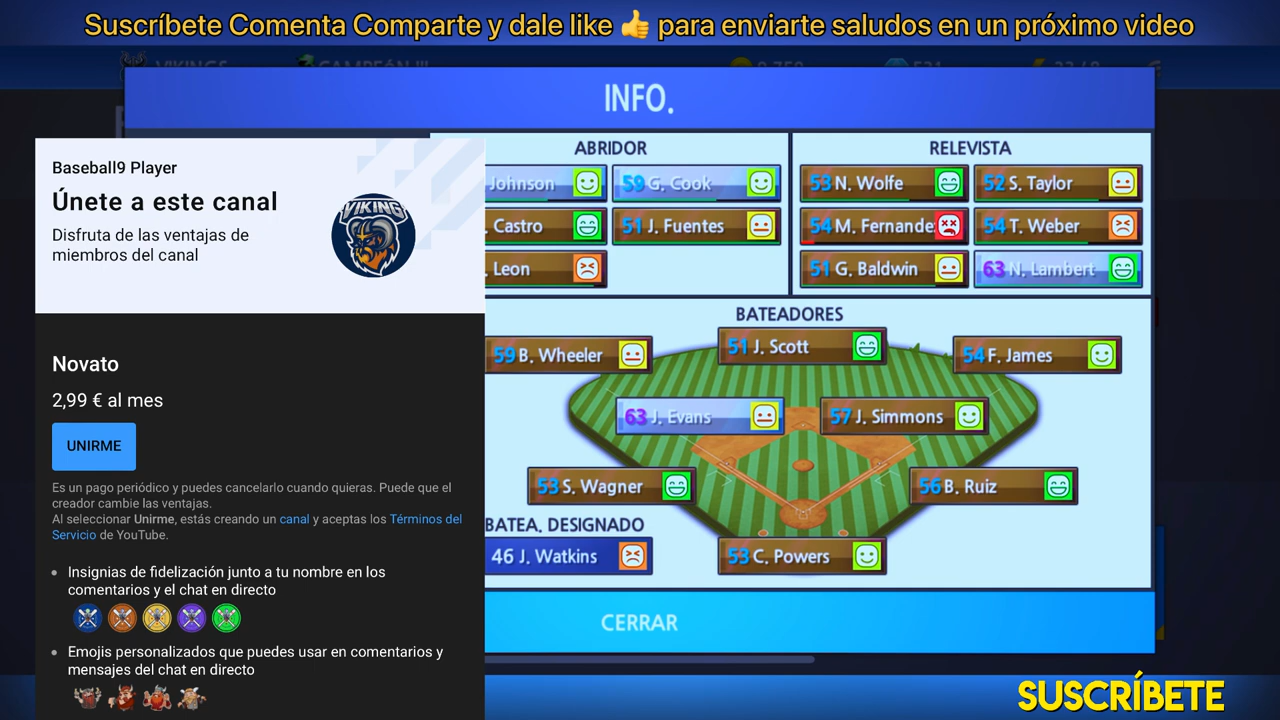 Suscríbete Comenta Comparte y dale like 👍 para enviarte saludos en un próximo video
VIKINGS
CAMPEÓN III
INFO.
Baseball9 Player
Únete a este canal
Disfruta de las ventajas de
miembros del canal
VIKING
Novato
2,99 € al mes
UNIRME
Es un pago periódico y puedes cancelarlo cuando quieras. Puede que el
creador cambie las ventajas.
Al seleccionar Unirme, estás creando un canal y aceptas los Términos del
Servicio de YouTube.
• Insignias de fidelización junto a tu nombre en los
comentarios y el chat en directo
• Emojis personalizados que puedes usar en comentarios y
mensajes del chat en directo
ABRIDOR
Johnson
59 G. Cook
. Castro
51 J. Fuentes
. Leon
RELEVISTA
53 N. Wolfe
52 S. Taylor
54 M. Fernande
54 T. Weber
51 G. Baldwin
63 N. Lambert
BATEADORES
59 B. Wheeler
51 J. Scott
54 F. James
63 J. Evans
57 J. Simmons
53 S. Wagner
56 B. Ruiz
BATEA. DESIGNADO
46 J. Watkins
53 C. Powers
CERRAR
SUSCRÍBETE